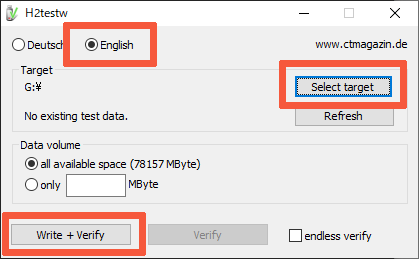 H2testw
Deutsch English www.ctmagazin.de
Target
G:¥ Select target
No existing test data. Refresh
Data volume
all available space (78157 MByte)
only MByte
Write + Verify Verify endless verify